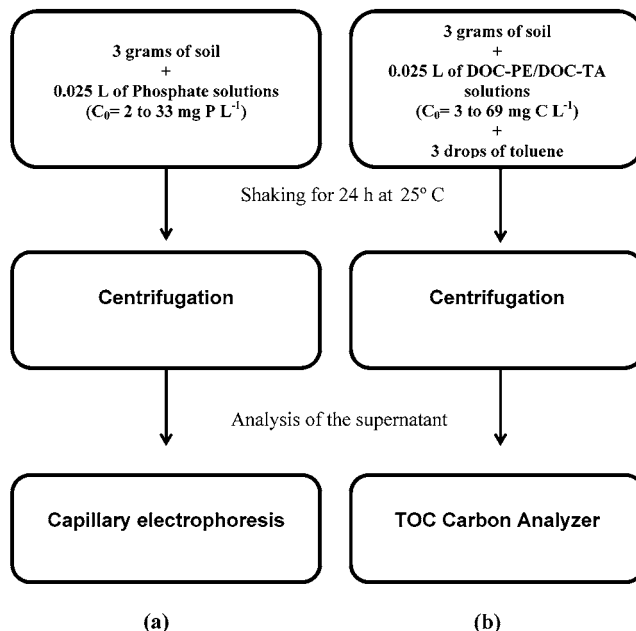 3 grams of soil
+
0.025 L of Phosphate solutions
(C₀= 2 to 33 mg P L⁻¹)
3 grams of soil
+
0.025 L of DOC-PE/DOC-TA
solutions
(C₀= 3 to 69 mg C L⁻¹)
+
3 drops of toluene
Shaking for 24 h at 25º C
Centrifugation
Centrifugation
Analysis of the supernatant
Capillary electrophoresis
TOC Carbon Analyzer
(a)
(b)